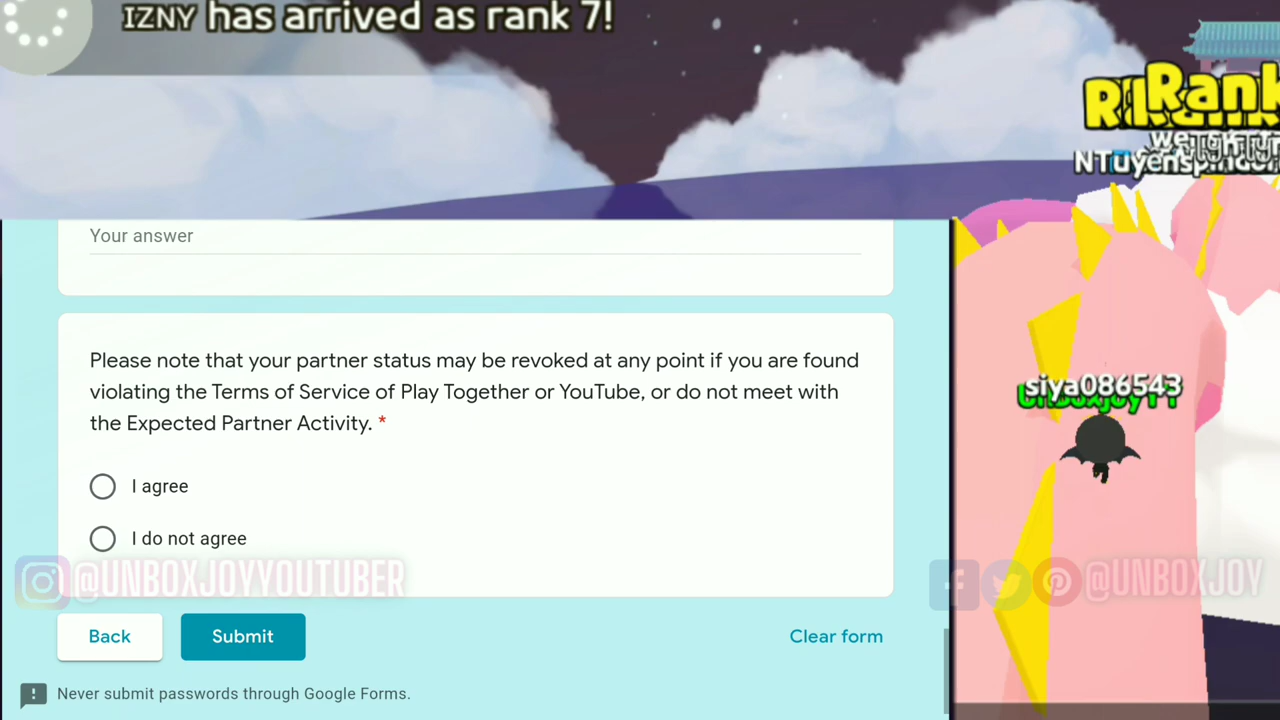 IZNY has arrived as rank 7!
Rank
Your answer
Please note that your partner status may be revoked at any point if you are found
violating the Terms of Service of Play Together or YouTube, or do not meet with
the Expected Partner Activity. *
siya086543
I agree
I do not agree
@UNBOXJOYYOUTUBER
@UNBOXJOY
Back
Submit
Clear form
Never submit passwords through Google Forms.